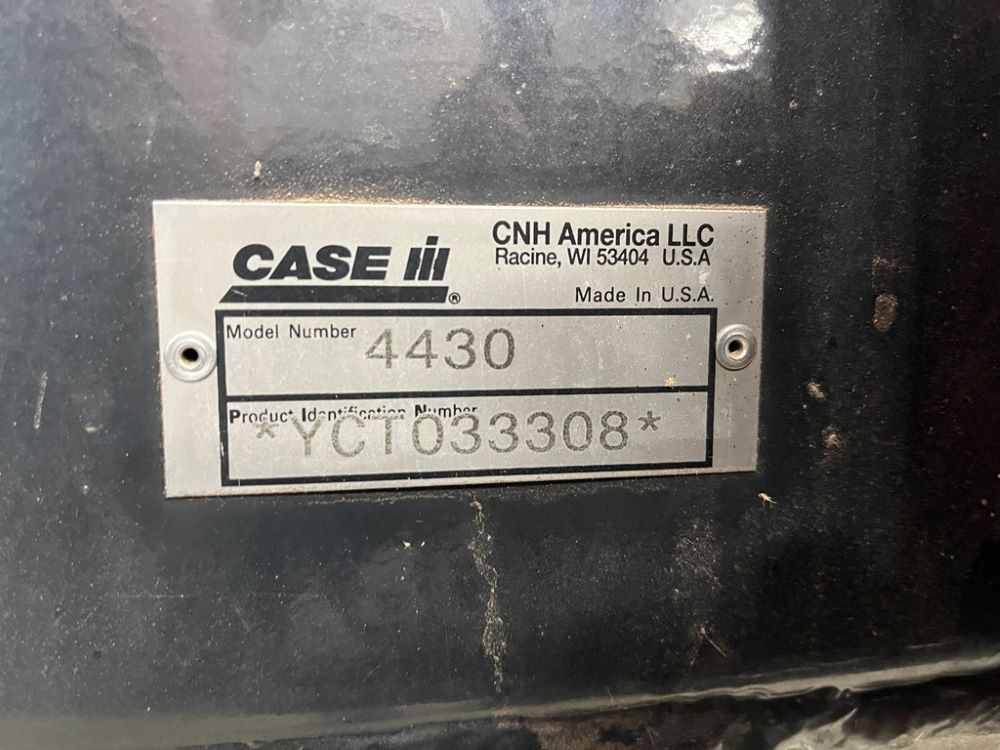 CASE IH
®
CNH America LLC
Racine, WI 53404 U.S.A
Made In U.S.A.
Model Number 4430
Product Identification Number
*YCT033308*